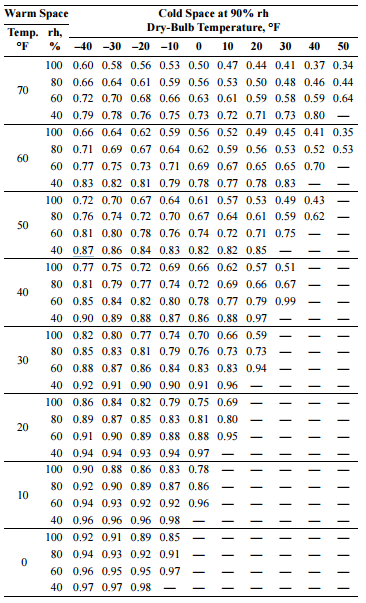 Warm Space Cold Space at 90% rh
Temp. rh, Dry-Bulb Temperature, °F
°F % −40 −30 −20 −10 0 10 20 30 40 50
100 0.60 0.58 0.56 0.53 0.50 0.47 0.44 0.41 0.37 0.34
80 0.66 0.64 0.61 0.59 0.56 0.53 0.50 0.48 0.46 0.44
70
60 0.72 0.70 0.68 0.66 0.63 0.61 0.59 0.58 0.59 0.64
40 0.79 0.78 0.76 0.75 0.73 0.72 0.71 0.73 0.80 —
100 0.66 0.64 0.62 0.59 0.56 0.52 0.49 0.45 0.41 0.35
80 0.71 0.69 0.67 0.64 0.62 0.59 0.56 0.53 0.52 0.53
60
60 0.77 0.75 0.73 0.71 0.69 0.67 0.65 0.65 0.70 —
40 0.83 0.82 0.81 0.79 0.78 0.77 0.78 0.83 — —
100 0.72 0.70 0.67 0.64 0.61 0.57 0.53 0.49 0.43 —
80 0.76 0.74 0.72 0.70 0.67 0.64 0.61 0.59 0.62 —
50
60 0.81 0.80 0.78 0.76 0.74 0.72 0.71 0.75 — —
40 0.87 0.86 0.84 0.83 0.82 0.82 0.85 — — —
100 0.77 0.75 0.72 0.69 0.66 0.62 0.57 0.51 — —
80 0.81 0.79 0.77 0.74 0.72 0.69 0.66 0.67 — —
40
60 0.85 0.84 0.82 0.80 0.78 0.77 0.79 0.99 — —
40 0.90 0.89 0.88 0.87 0.86 0.88 0.97 — — —
100 0.82 0.80 0.77 0.74 0.70 0.66 0.59 — — —
80 0.85 0.83 0.81 0.79 0.76 0.73 0.73 — — —
30
60 0.88 0.87 0.86 0.84 0.83 0.83 0.94 — — —
40 0.92 0.91 0.90 0.90 0.91 0.96 — — — —
100 0.86 0.84 0.82 0.79 0.75 0.69 — — — —
80 0.89 0.87 0.85 0.83 0.81 0.80 — — — —
20
60 0.91 0.90 0.89 0.88 0.88 0.95 — — — —
40 0.94 0.94 0.93 0.94 0.97 — — — — —
100 0.90 0.88 0.86 0.83 0.78 — — — — —
80 0.92 0.90 0.89 0.87 0.86 — — — — —
10
60 0.94 0.93 0.92 0.92 0.96 — — — — —
40 0.96 0.96 0.96 0.98 — — — — — —
100 0.92 0.91 0.89 0.85 — — — — — —
80 0.94 0.93 0.92 0.91 — — — — — —
0
60 0.96 0.95 0.95 0.97 — — — — — —
40 0.97 0.97 0.98 — — — — — — —